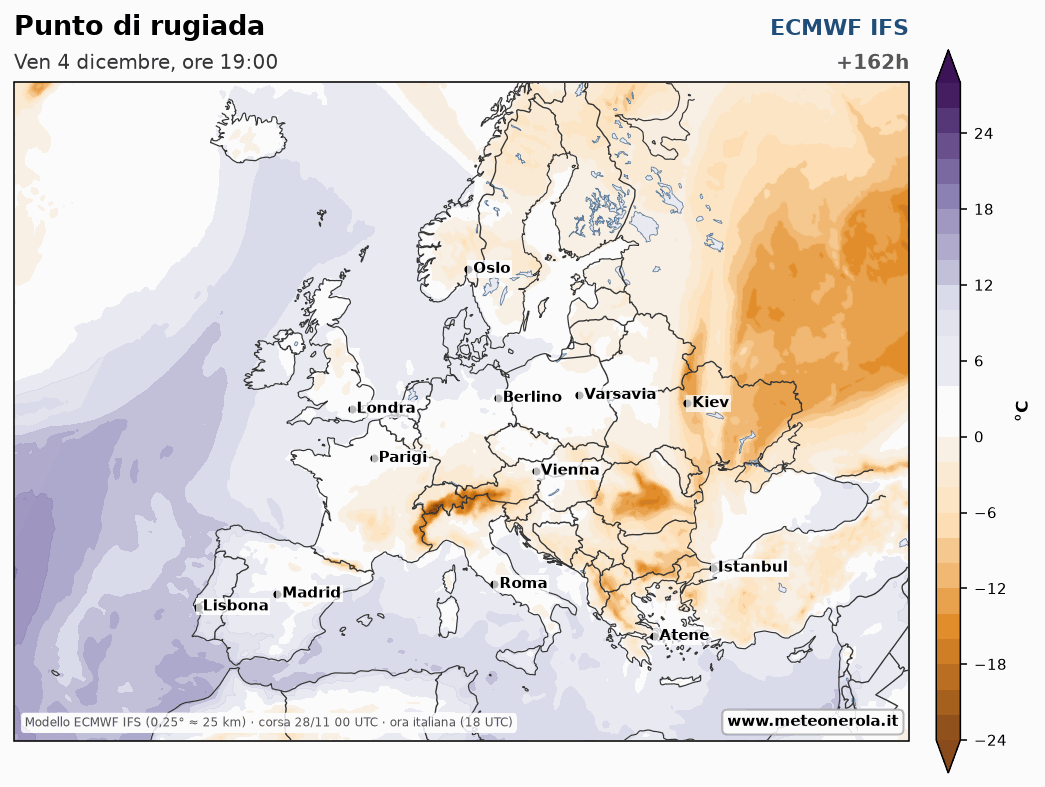 Punto di rugiada
ECMWF IFS
Ven 4 dicembre, ore 19:00
+162h
Oslo
Londra
Berlino
Varsavia
Kiev
Parigi
Vienna
Istanbul
Roma
Madrid
Lisbona
Atene
24
18
12
6
0
−6
−12
−18
−24
°C
Modello ECMWF IFS (0,25° ≈ 25 km) · corsa 28/11 00 UTC · ora italiana (18 UTC)
www.meteonerola.it